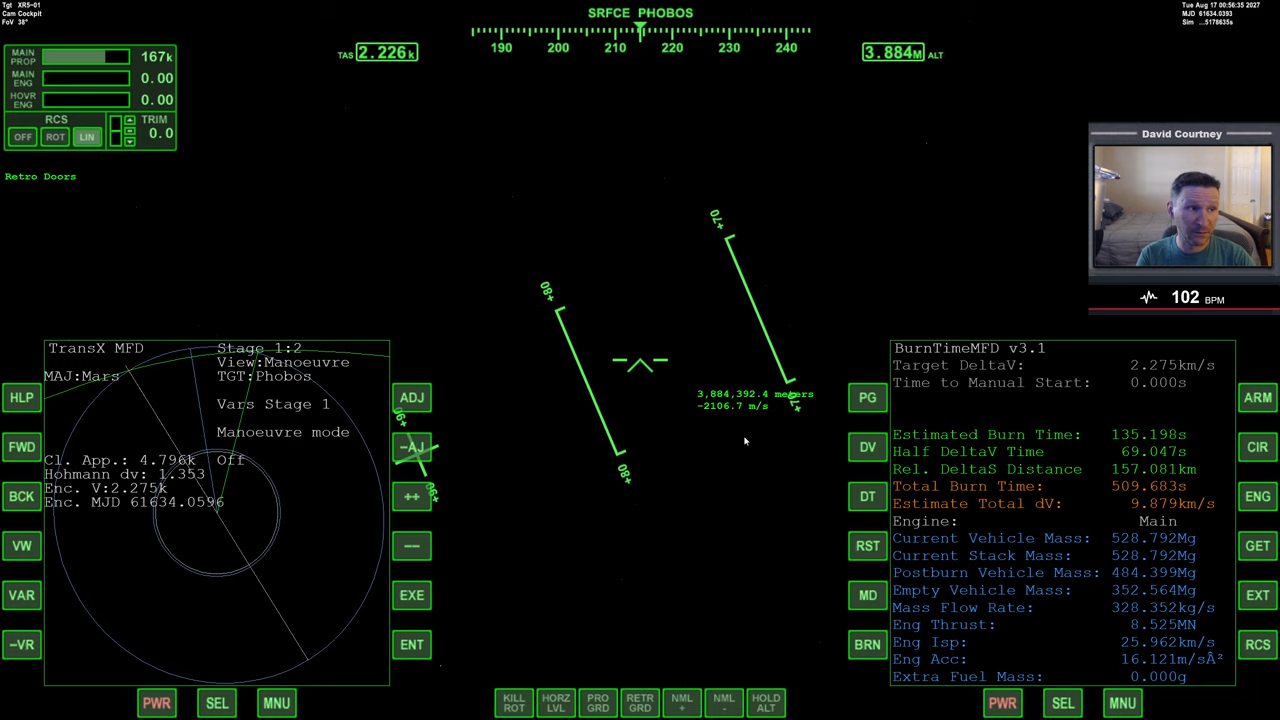 Tgt XR5-01
Cam Cockpit
FoV 38°
Tue Aug 17 00:56:35 2027
MJD 61634.0393
Sim ...5178635s
SRFCE PHOBOS
190 200 210 220 230 240
TAS 2.226k
3.884M ALT
MAIN PROP 167k
MAIN ENG 0.00
HOVR ENG 0.00
RCS TRIM
OFF ROT LIN 0.0
Retro Doors
David Courtney
102 BPM
+70
+80
3,884,392.4 meters
-2106.7 m/s
+70
+80
+90
+90
TransX MFD Stage 1:2
View:Manoeuvre
MAJ:Mars TGT:Phobos
Vars Stage 1
Manoeuvre mode
Cl. App.: 4.796k Off
Hohmann dv: 1.353
Enc. V:2.275k
Enc. MJD 61634.0596
HLP
FWD
BCK
VW
VAR
-VR
ADJ
-AJ
++
--
EXE
ENT
PWR SEL MNU
KILL ROT
HORZ LVL
PRO GRD
RETR GRD
NML +
NML -
HOLD ALT
BurnTimeMFD v3.1
Target DeltaV: 2.275km/s
Time to Manual Start: 0.000s
Estimated Burn Time: 135.198s
Half DeltaV Time 69.047s
Rel. DeltaS Distance 157.081km
Total Burn Time: 509.683s
Estimate Total dV: 9.879km/s
Engine: Main
Current Vehicle Mass: 528.792Mg
Current Stack Mass: 528.792Mg
Postburn Vehicle Mass: 484.399Mg
Empty Vehicle Mass: 352.564Mg
Mass Flow Rate: 328.352kg/s
Eng Thrust: 8.525MN
Eng Isp: 25.962km/s
Eng Acc: 16.121m/sÂ²
Extra Fuel Mass: 0.000g
PG
DV
DT
RST
MD
BRN
ARM
CIR
ENG
GET
EXT
RCS
PWR SEL MNU